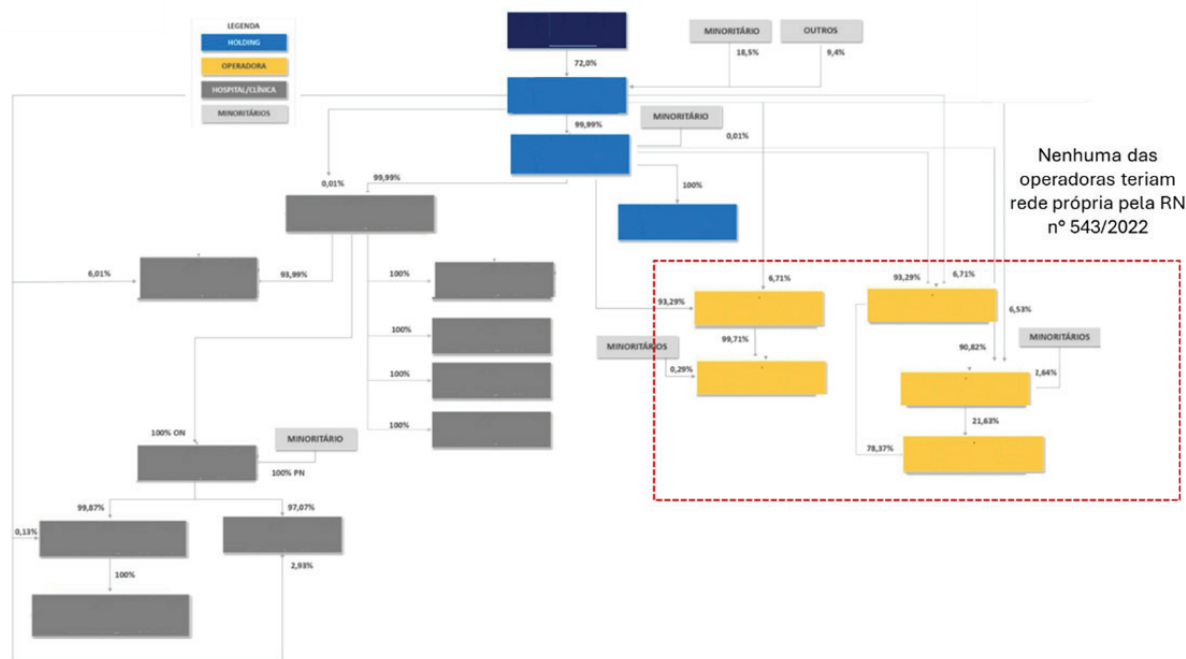 LEGENDA
HOLDING
OPERADORA
HOSPITAL/CLÍNICA
MINORITÁRIOS
MINORITÁRIO
OUTROS
18,5%
9,4%
72,0%
99,99%
MINORITÁRIO
0,01%
0,01%
99,99%
100%
Nenhuma das
operadoras teriam
rede própria pela RN
nº 543/2022
6,01%
93,99%
100%
100%
100%
100%
6,71%
93,29%
6,71%
93,29%
6,53%
99,71%
MINORITÁRIOS
0,29%
90,82%
MINORITÁRIOS
2,64%
21,63%
78,37%
100% ON
MINORITÁRIO
100% PN
99,87%
97,07%
0,13%
100%
2,93%